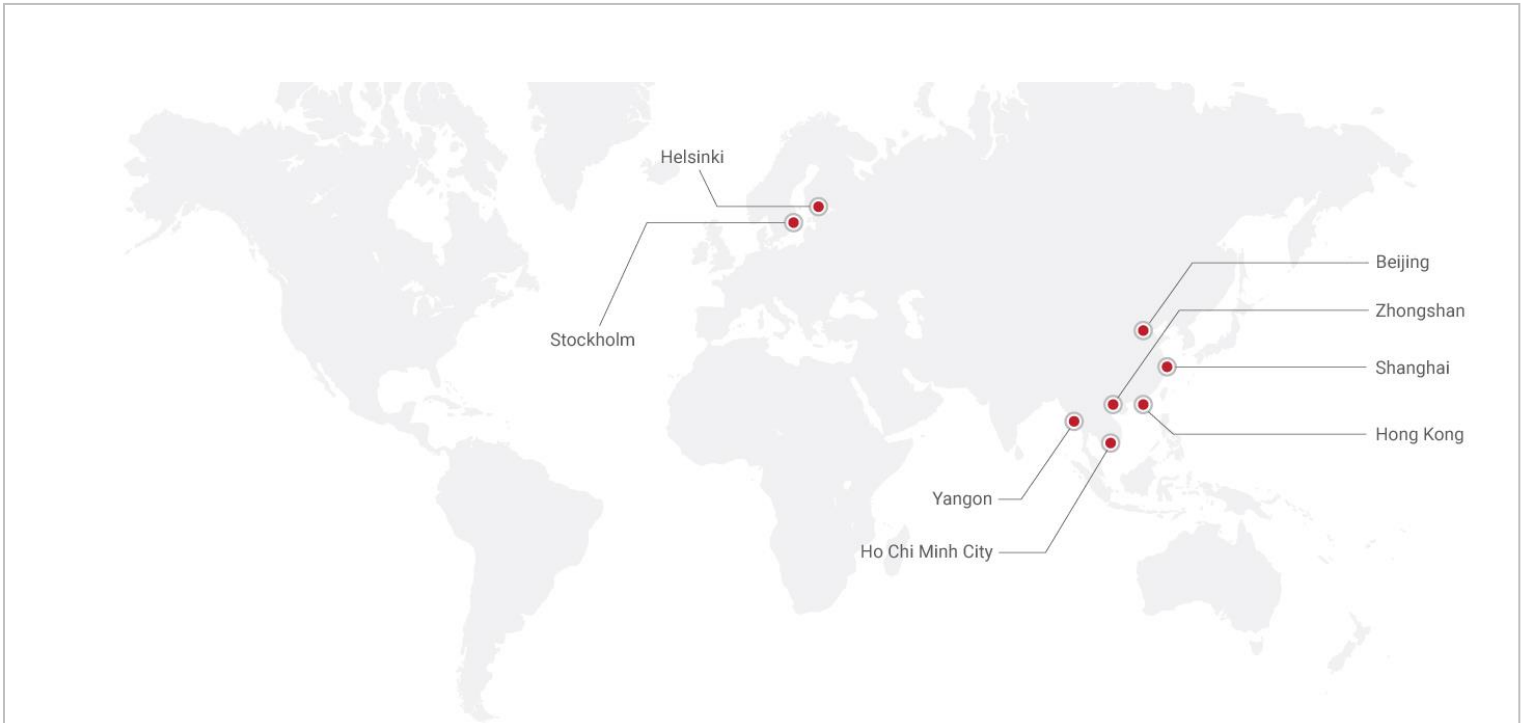 Helsinki
Beijing
Zhongshan
Stockholm
Shanghai
Hong Kong
Yangon
Ho Chi Minh City